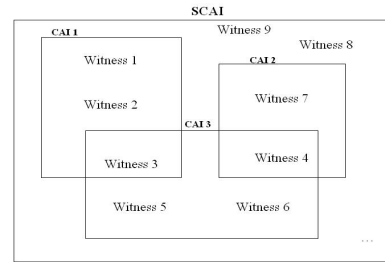 SCAI
Witness 9
CAI 1
Witness 8
Witness 1
CAI 2
Witness 7
Witness 2
CAI 3
Witness 3
Witness 4
Witness 5
Witness 6
...